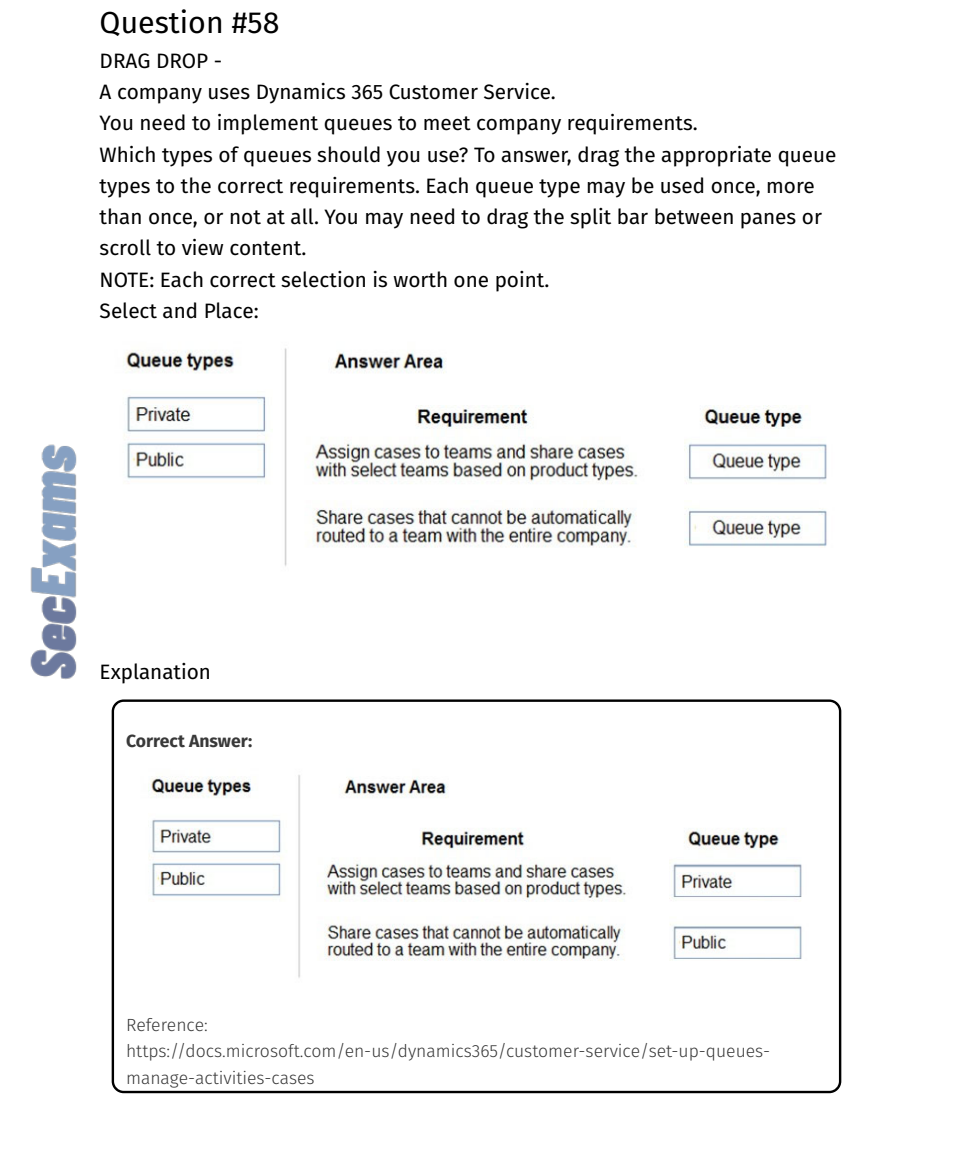 Question #58
DRAG DROP -
A company uses Dynamics 365 Customer Service.
You need to implement queues to meet company requirements.
Which types of queues should you use? To answer, drag the appropriate queue
types to the correct requirements. Each queue type may be used once, more
than once, or not at all. You may need to drag the split bar between panes or
scroll to view content.
NOTE: Each correct selection is worth one point.
Select and Place:
Queue types
Answer Area
Private
Public
Requirement
Queue type
Assign cases to teams and share cases
with select teams based on product types.
Queue type
Share cases that cannot be automatically
routed to a team with the entire company.
Queue type
SecExams
Explanation
Correct Answer:
Queue types
Answer Area
Private
Public
Requirement
Queue type
Assign cases to teams and share cases
with select teams based on product types.
Private
Share cases that cannot be automatically
routed to a team with the entire company.
Public
Reference:
https://docs.microsoft.com/en-us/dynamics365/customer-service/set-up-queues-
manage-activities-cases